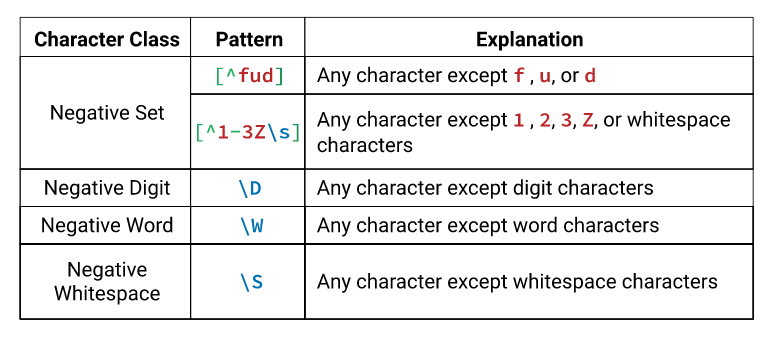 Character Class Pattern Explanation
Negative Set
[^fud] Any character except f , u, or d
[^1-3Z\s] Any character except 1 , 2, 3, Z, or whitespace
characters
Negative Digit \D Any character except digit characters
Negative Word \W Any character except word characters
Negative
Whitespace
\S Any character except whitespace characters